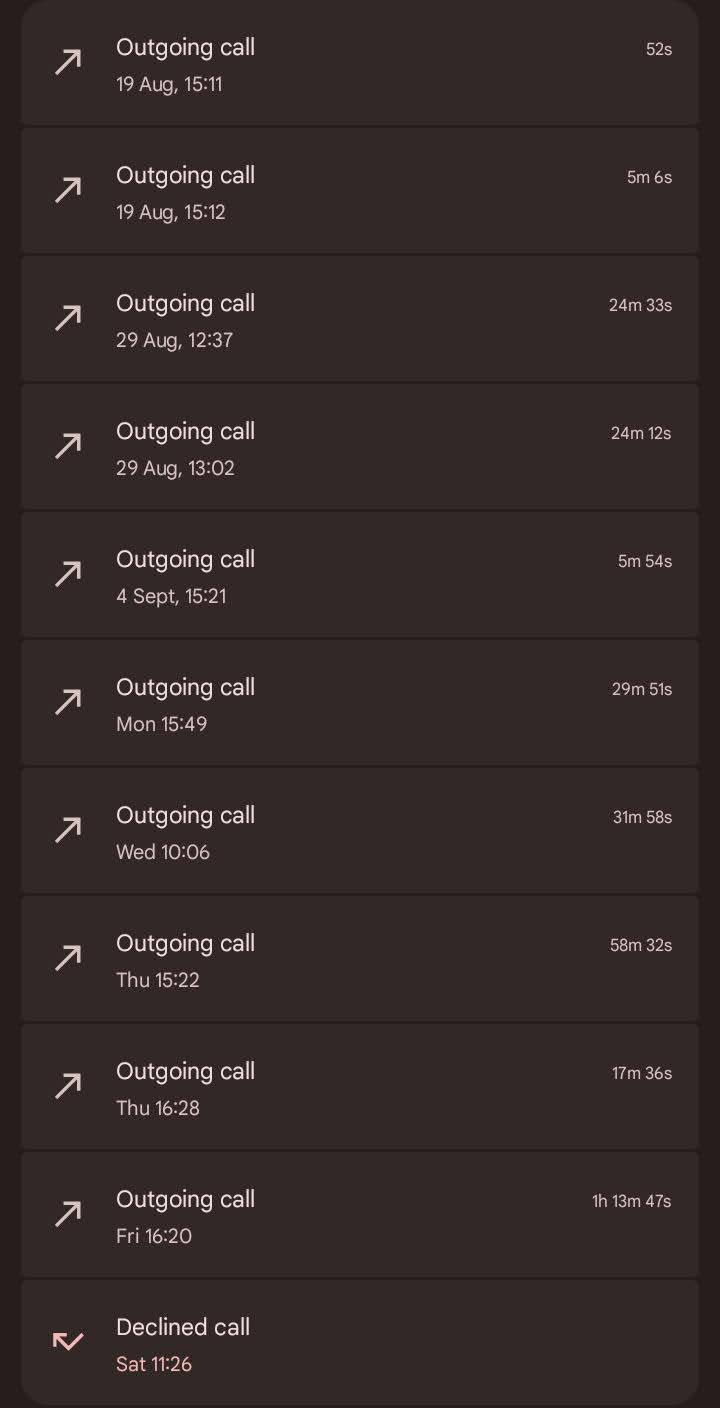 Outgoing call
52s
19 Aug, 15:11
Outgoing call
5m 6s
19 Aug, 15:12
Outgoing call
24m 33s
29 Aug, 12:37
Outgoing call
24m 12s
29 Aug, 13:02
Outgoing call
5m 54s
4 Sept, 15:21
Outgoing call
29m 51s
Mon 15:49
Outgoing call
31m 58s
Wed 10:06
Outgoing call
58m 32s
Thu 15:22
Outgoing call
17m 36s
Thu 16:28
Outgoing call
1h 13m 47s
Fri 16:20
Declined call
Sat 11:26